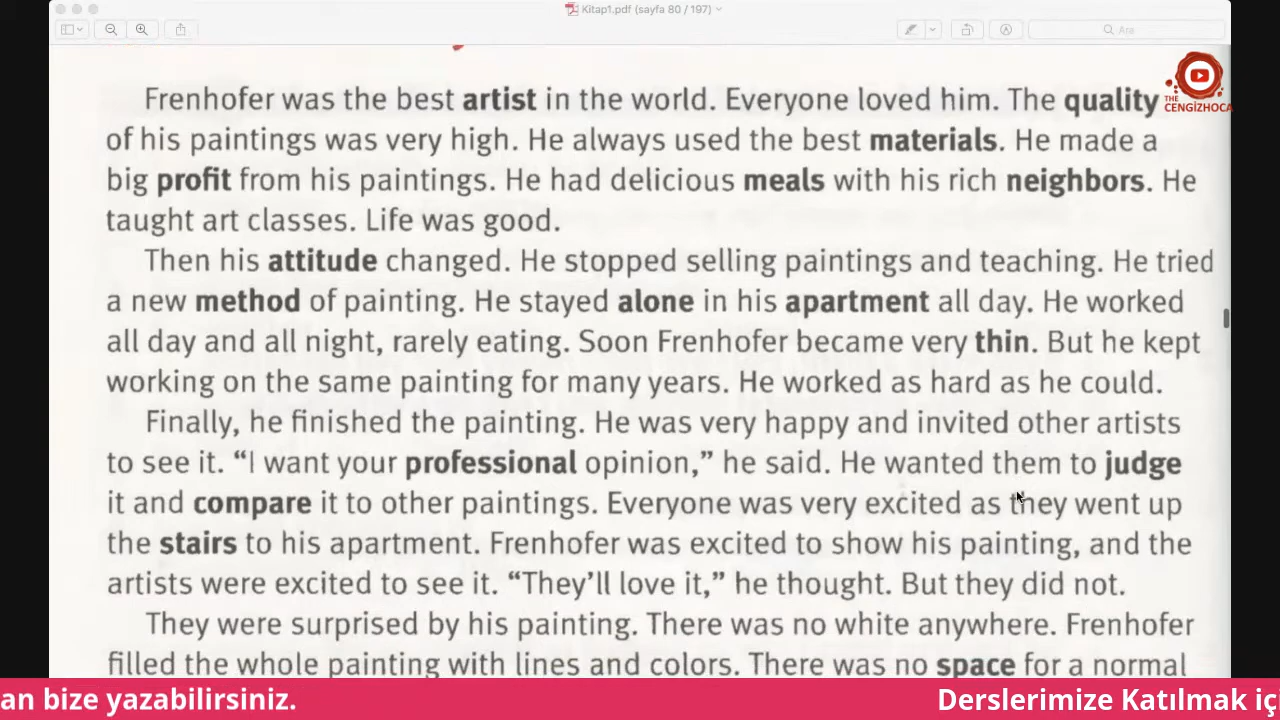 Kitap1.pdf (sayfa 80 / 197)
Ara
THE
CENGİZHOCA
Frenhofer was the best artist in the world. Everyone loved him. The quality
of his paintings was very high. He always used the best materials. He made a
big profit from his paintings. He had delicious meals with his rich neighbors. He
taught art classes. Life was good.
Then his attitude changed. He stopped selling paintings and teaching. He tried
a new method of painting. He stayed alone in his apartment all day. He worked
all day and all night, rarely eating. Soon Frenhofer became very thin. But he kept
working on the same painting for many years. He worked as hard as he could.
Finally, he finished the painting. He was very happy and invited other artists
to see it. “I want your professional opinion,” he said. He wanted them to judge
it and compare it to other paintings. Everyone was very excited as they went up
the stairs to his apartment. Frenhofer was excited to show his painting, and the
artists were excited to see it. “They’ll love it,” he thought. But they did not.
They were surprised by his painting. There was no white anywhere. Frenhofer
filled the whole painting with lines and colors. There was no space for a normal
an bize yazabilirsiniz. Derslerimize Katılmak içi